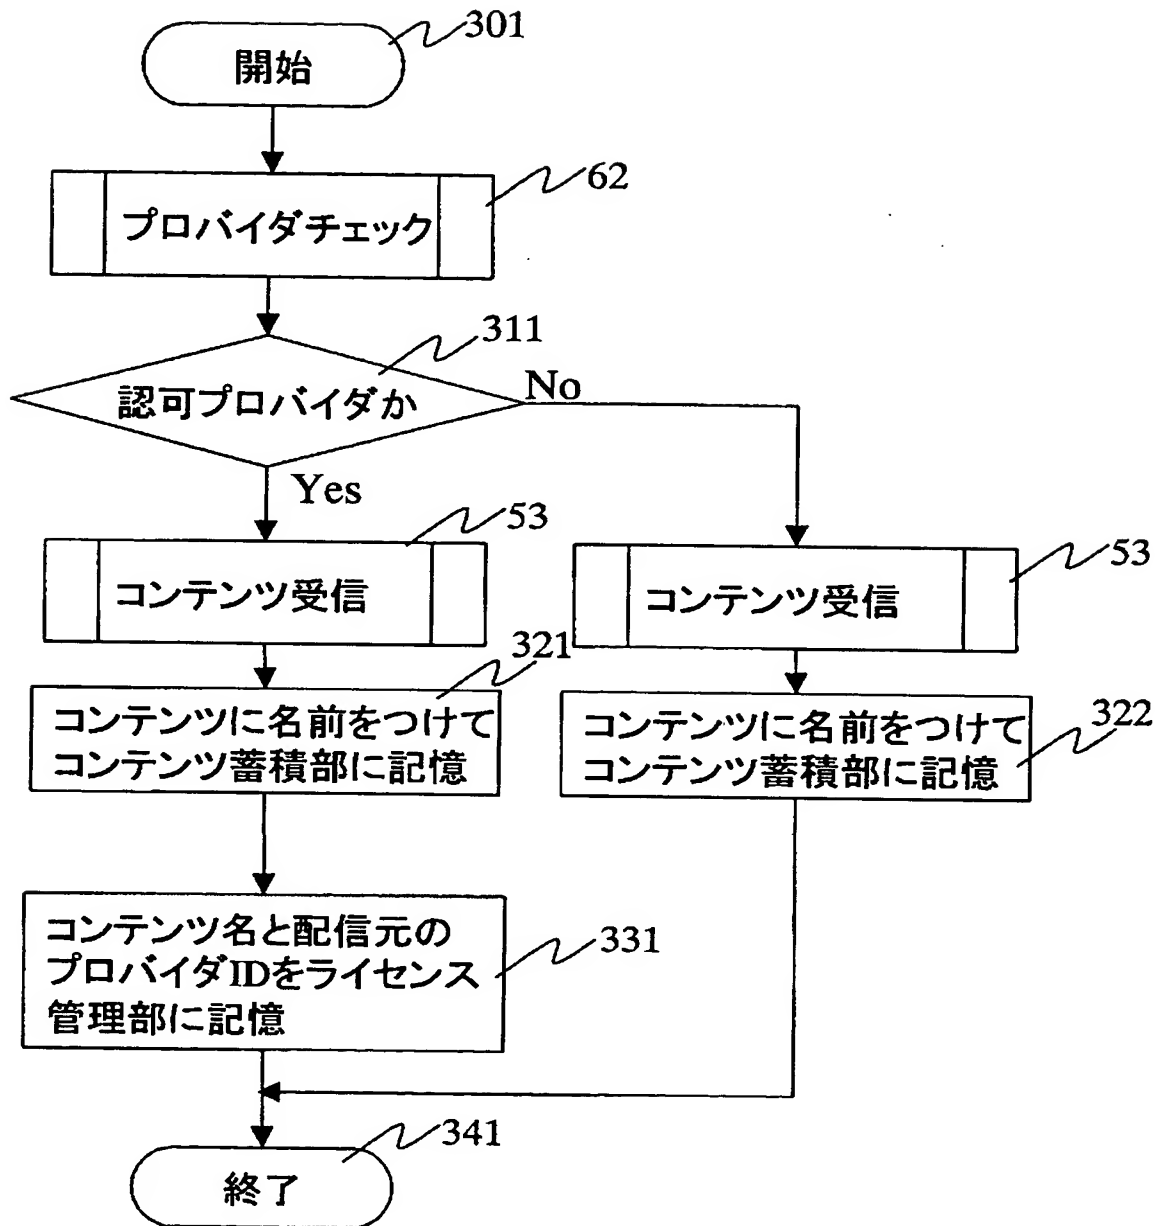 301
開始
62
プロバイダチェック
311
認可プロバイダか
No
Yes
53
コンテンツ受信
53
コンテンツ受信
321
コンテンツに名前をつけて
コンテンツ蓄積部に記憶
322
コンテンツに名前をつけて
コンテンツ蓄積部に記憶
331
コンテンツ名と配信元の
プロバイダIDをライセンス
管理部に記憶
341
終了